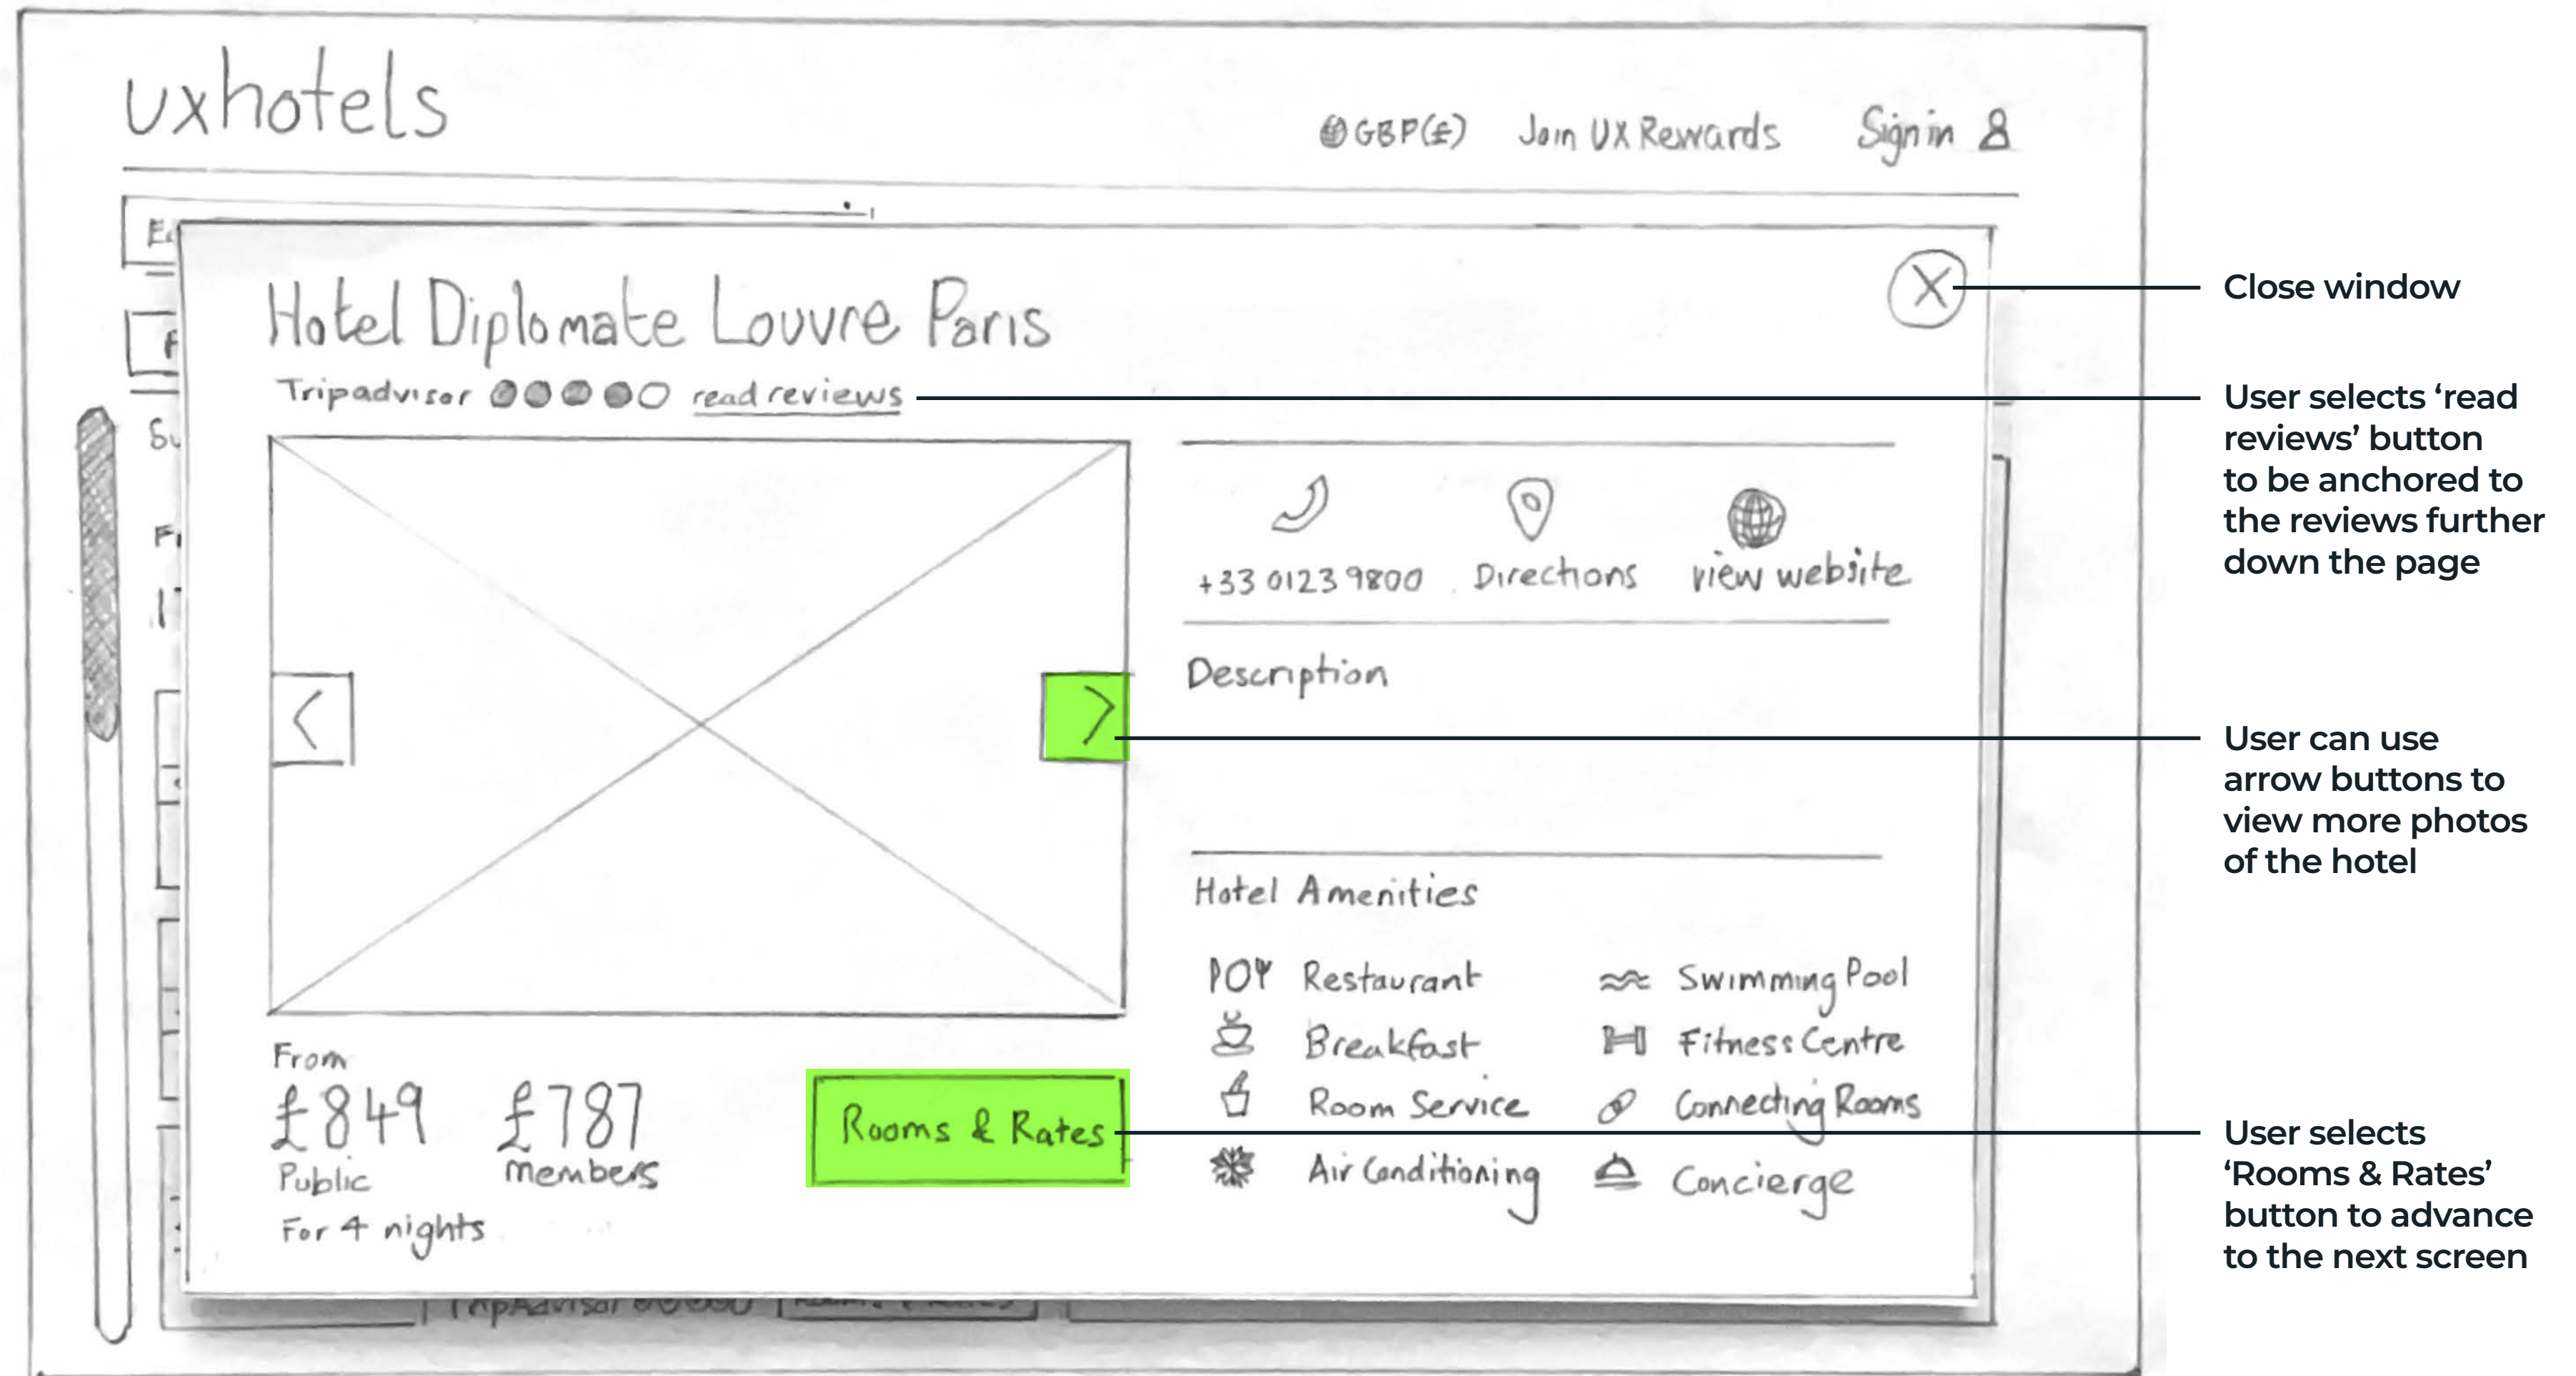 uxhotels
GBP(£) Join UX Rewards Sign in
Hotel Diplomate Louvre Paris
Tripadvisor read reviews
+33 01239800 Directions view website
Description
Hotel Amenities
Restaurant Swimming Pool
Breakfast Fitness Centre
Room Service Connecting Rooms
Air Conditioning Concierge
From
£849 £787
Public members
For 4 nights
Rooms & Rates
TripAdvisor
Close window
User selects ‘read
reviews’ button
to be anchored to
the reviews further
down the page
User can use
arrow buttons to
view more photos
of the hotel
User selects
‘Rooms & Rates’
button to advance
to the next screen